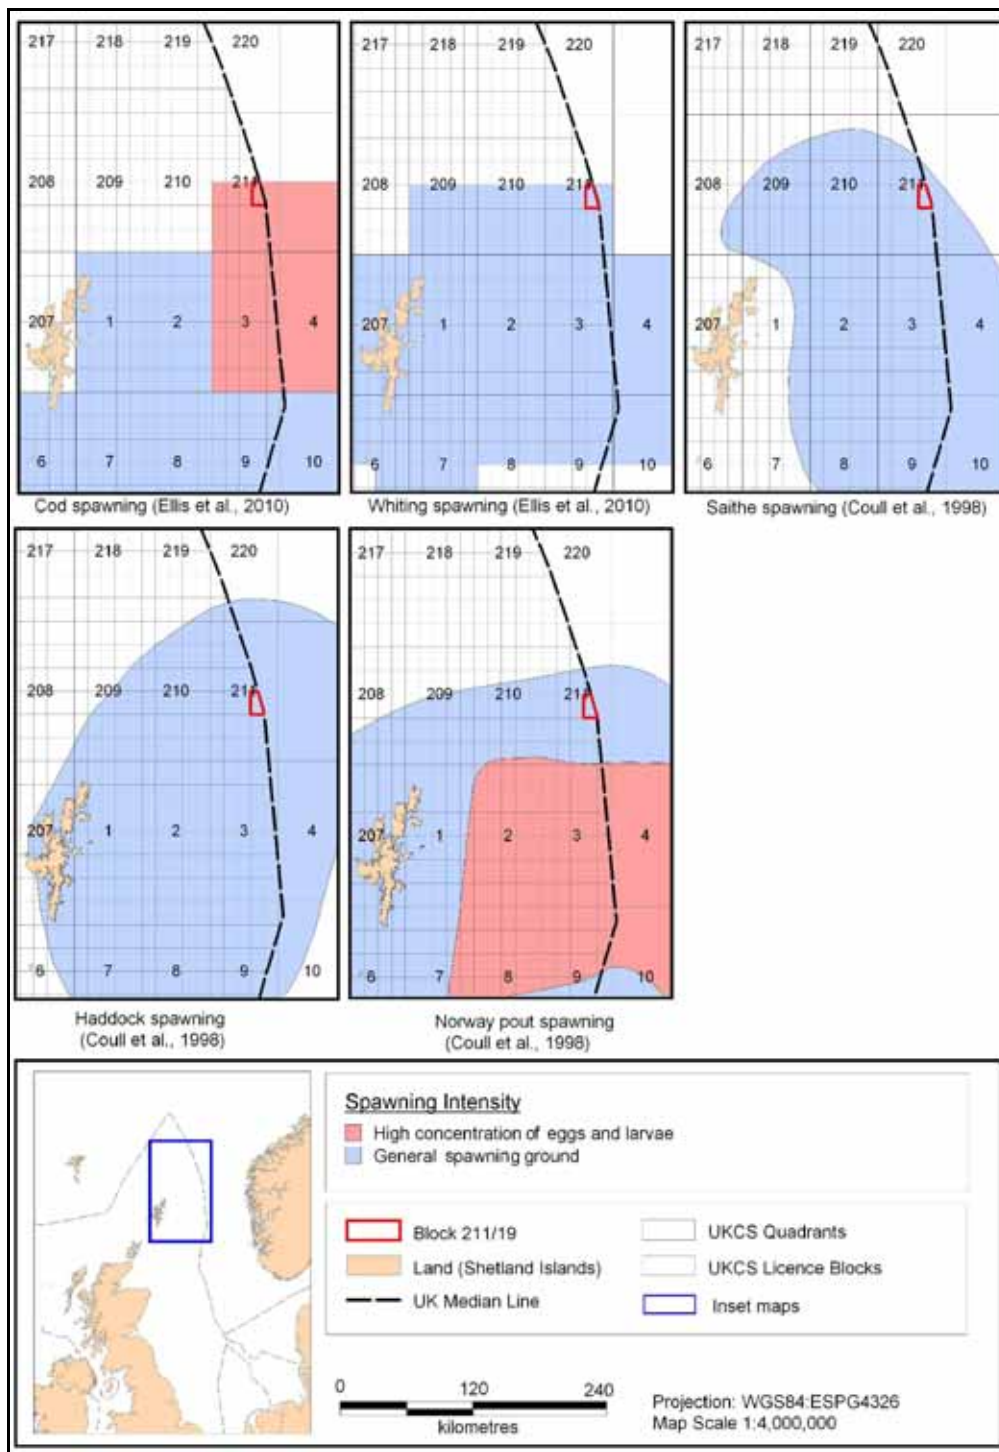 217 218 219 220
208 209 210 211
207 1 2 3 4
6 7 8 9 10
Cod spawning (Ellis et al., 2010)
217 218 219 220
208 209 210 211
207 1 2 3 4
6 7 8 9 10
Whiting spawning (Ellis et al., 2010)
217 218 219 220
208 209 210 211
207 1 2 3 4
6 7 8 9 10
Saithe spawning (Coull et al., 1998)
217 218 219 220
208 209 210 211
207 1 2 3 4
6 7 8 9 10
Haddock spawning
(Coull et al., 1998)
217 218 219 220
208 209 210 211
207 1 2 3 4
6 7 8 9 10
Norway pout spawning
(Coull et al., 1998)
Spawning Intensity
High concentration of eggs and larvae
General spawning ground
Block 211/19
Land (Shetland Islands)
UK Median Line
UKCS Quadrants
UKCS Licence Blocks
Inset maps
0 120 240
kilometres
Projection: WGS84:ESPG4326
Map Scale 1:4,000,000